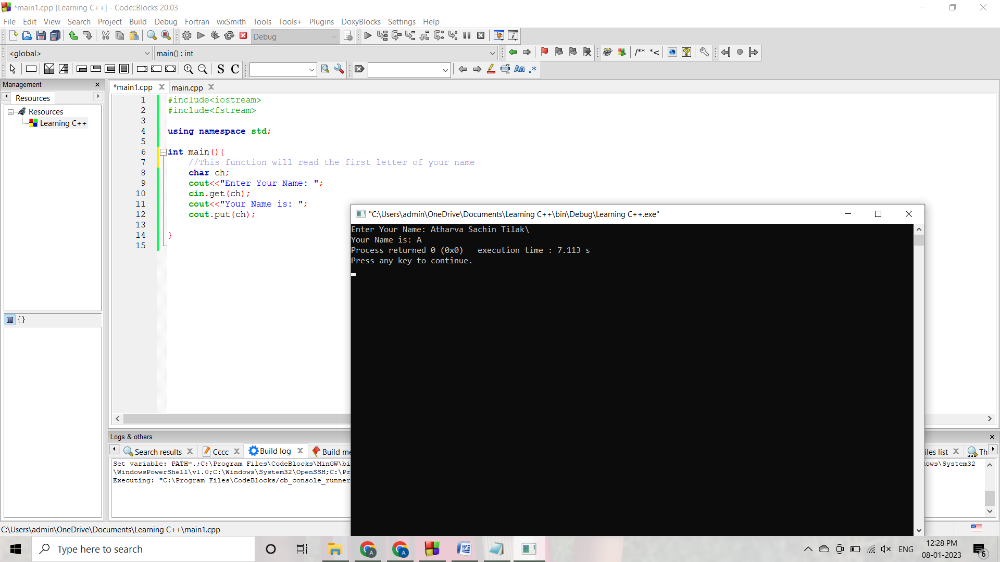 *main1.cpp [Learning C++] - Code::Blocks 20.03
File Edit View Search Project Build Debug Fortran wxSmith Tools Tools+ Plugins DoxyBlocks Settings Help
Debug
<global> main() : int
/** *<
S C
Aa .*
Management
Resources
Resources
Learning C++
{}
*main1.cpp main.cpp
1 #include<iostream>
2 #include<fstream>
3
4 using namespace std;
5
6 int main(){
7 //This function will read the first letter of your name
8 char ch;
9 cout<<"Enter Your Name: ";
10 cin.get(ch);
11 cout<<"Your Name is: ";
12 cout.put(ch);
13
14 }
15
"C:\Users\admin\OneDrive\Documents\Learning C++\bin\Debug\Learning C++.exe"
Enter Your Name: Atharva Sachin Tilak\
Your Name is: A
Process returned 0 (0x0) execution time : 7.113 s
Press any key to continue.
Logs & others
Search results Cccc Build log Build me iles list Th
Set variable: PATH=.;C:\Program Files\CodeBlocks\MinGW\bi dows\System32
\WindowsPowerShell\v1.0;C:\Windows\System32\OpenSSH;C:\Pr
Executing: "C:\Program Files\CodeBlocks/cb_console_runner
C:\Users\admin\OneDrive\Documents\Learning C++\main1.cpp
Type here to search
ENG
12:28 PM
08-01-2023
6